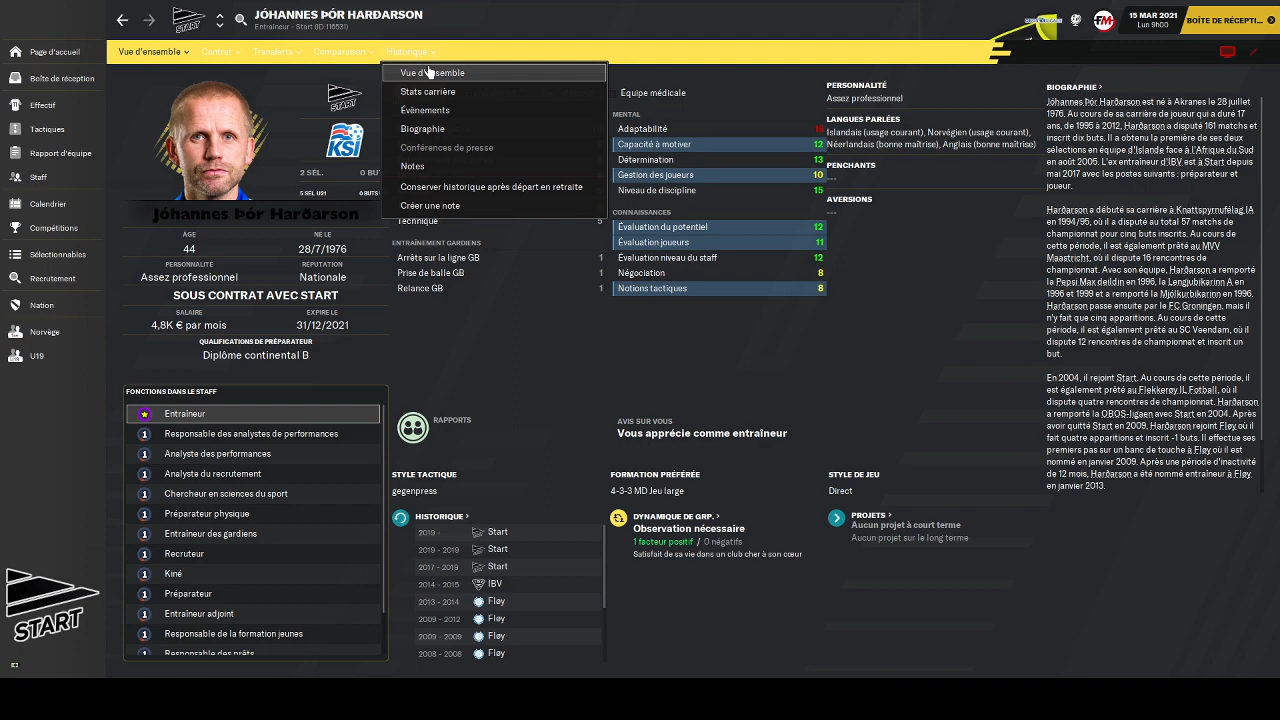 START
JÓHANNES ÞÓR HARÐARSON
Entraîneur - Start (ID-116531)
15 MAR 2021
Lun 9h00
BOÎTE DE RÉCEPTI...
Vue d'ensemble
Contrat
Transferts
Comparaison
Historique
Page d'accueil
Boîte de réception
Effectif
Tactiques
Rapport d'équipe
Staff
Calendrier
Compétitions
Sélectionnables
Recrutement
Nation
Norvège
U19
START
START
KSÍ
2 SÉL.
0 BU
5 SÉL U21
0 BUTS
Jóhannes Þór Harðarson
ÂGE
44
NÉ LE
28/7/1976
PERSONNALITÉ
Assez professionnel
RÉPUTATION
Nationale
SOUS CONTRAT AVEC START
SALAIRE
4,8K € par mois
EXPIRE LE
31/12/2021
QUALIFICATIONS DE PRÉPARATEUR
Diplôme continental B
FONCTIONS DANS LE STAFF
Entraîneur
1 Responsable des analystes de performances
1 Analyste des performances
1 Analyste du recrutement
1 Chercheur en sciences du sport
1 Préparateur physique
1 Entraîneur des gardiens
1 Recruteur
1 Kiné
1 Préparateur
1 Entraîneur adjoint
1 Responsable de la formation jeunes
Responsable des prêts
Vue d'ensemble
Stats carrière
Évènements
Biographie
Conférences de presse
Notes
Conserver historique après départ en retraite
Créer une note
Technique 5
ENTRAÎNEMENT GARDIENS
Arrêts sur la ligne GB 1
Prise de balle GB 1
Relance GB 1
Équipe médicale
MENTAL
Adaptabilité
Capacité à motiver 12
Détermination 13
Gestion des joueurs 10
Niveau de discipline 15
CONNAISSANCES
Évaluation du potentiel 12
Évaluation joueurs 11
Évaluation niveau du staff 12
Négociation 8
Notions tactiques 8
PERSONNALITÉ
Assez professionnel
LANGUES PARLÉES
Islandais (usage courant), Norvégien (usage courant),
Néerlandais (bonne maîtrise), Anglais (bonne maîtrise)
PENCHANTS
---
AVERSIONS
---
RAPPORTS
AVIS SUR VOUS
Vous apprécie comme entraîneur
STYLE TACTIQUE
gegenpress
FORMATION PRÉFÉRÉE
4-3-3 MD Jeu large
STYLE DE JEU
Direct
HISTORIQUE >
2019 - Start
2019 - 2019 Start
2017 - 2019 Start
2014 - 2015 IBV
2013 - 2014 Fløy
2009 - 2012 Fløy
2009 - 2009 Fløy
2008 - 2008 Fløy
DYNAMIQUE DE GRP. >
Observation nécessaire
1 facteur positif / 0 négatifs
Satisfait de sa vie dans un club cher à son cœur
PROJETS >
Aucun projet à court terme
Aucun projet sur le long terme
BIOGRAPHIE >
Jóhannes Þór Harðarson est né à Akranes le 28 juillet
1976. Au cours de sa carrière de joueur qui a duré 17
ans, de 1995 à 2012, Harðarson a disputé 161 matchs et
inscrit dix buts. Il a obtenu la première de ses deux
sélections en équipe d'Islande face à l'Afrique du Sud
en août 2005. L'ex entraîneur d'IBV est à Start depuis
mai 2017 avec les postes suivants : préparateur et
joueur.
Harðarson a débuté sa carrière à Knattspyrnufélag ÍA
en 1994/95, où il a disputé au total 57 matchs de
championnat pour cinq buts inscrits. Au cours de
cette période, il est également prêté au MVV
Maastricht, où il dispute 16 rencontres de
championnat. Avec son équipe, Harðarson a remporté
la Pepsi Max deildin en 1996, la Lengjubikarinn A en
1996 et 1999 et a remporté la Mjólkurbikarinn en 1996.
Harðarson passe ensuite par le FC Groningen, mais il
n'y fait que cinq apparitions. Au cours de cette
période, il est également prêté au SC Veendam, où il
dispute 12 rencontres de championnat et inscrit un
but.
En 2004, il rejoint Start. Au cours de cette période, il
est également prêté au Flekkerøy IL Fotball, où il
dispute quatre rencontres de championnat. Harðarson
a remporté la OBOS-ligaen avec Start en 2004. Après
avoir quitté Start en 2009, Harðarson rejoint Fløy où il
fait quatre apparitions et inscrit -1 buts. Il effectue ses
premiers pas sur un banc de touche à Fløy où il est
nommé en janvier 2009. Après une période d'inactivité
de 12 mois, Harðarson a été nommé entraîneur à Fløy,
en janvier 2013.